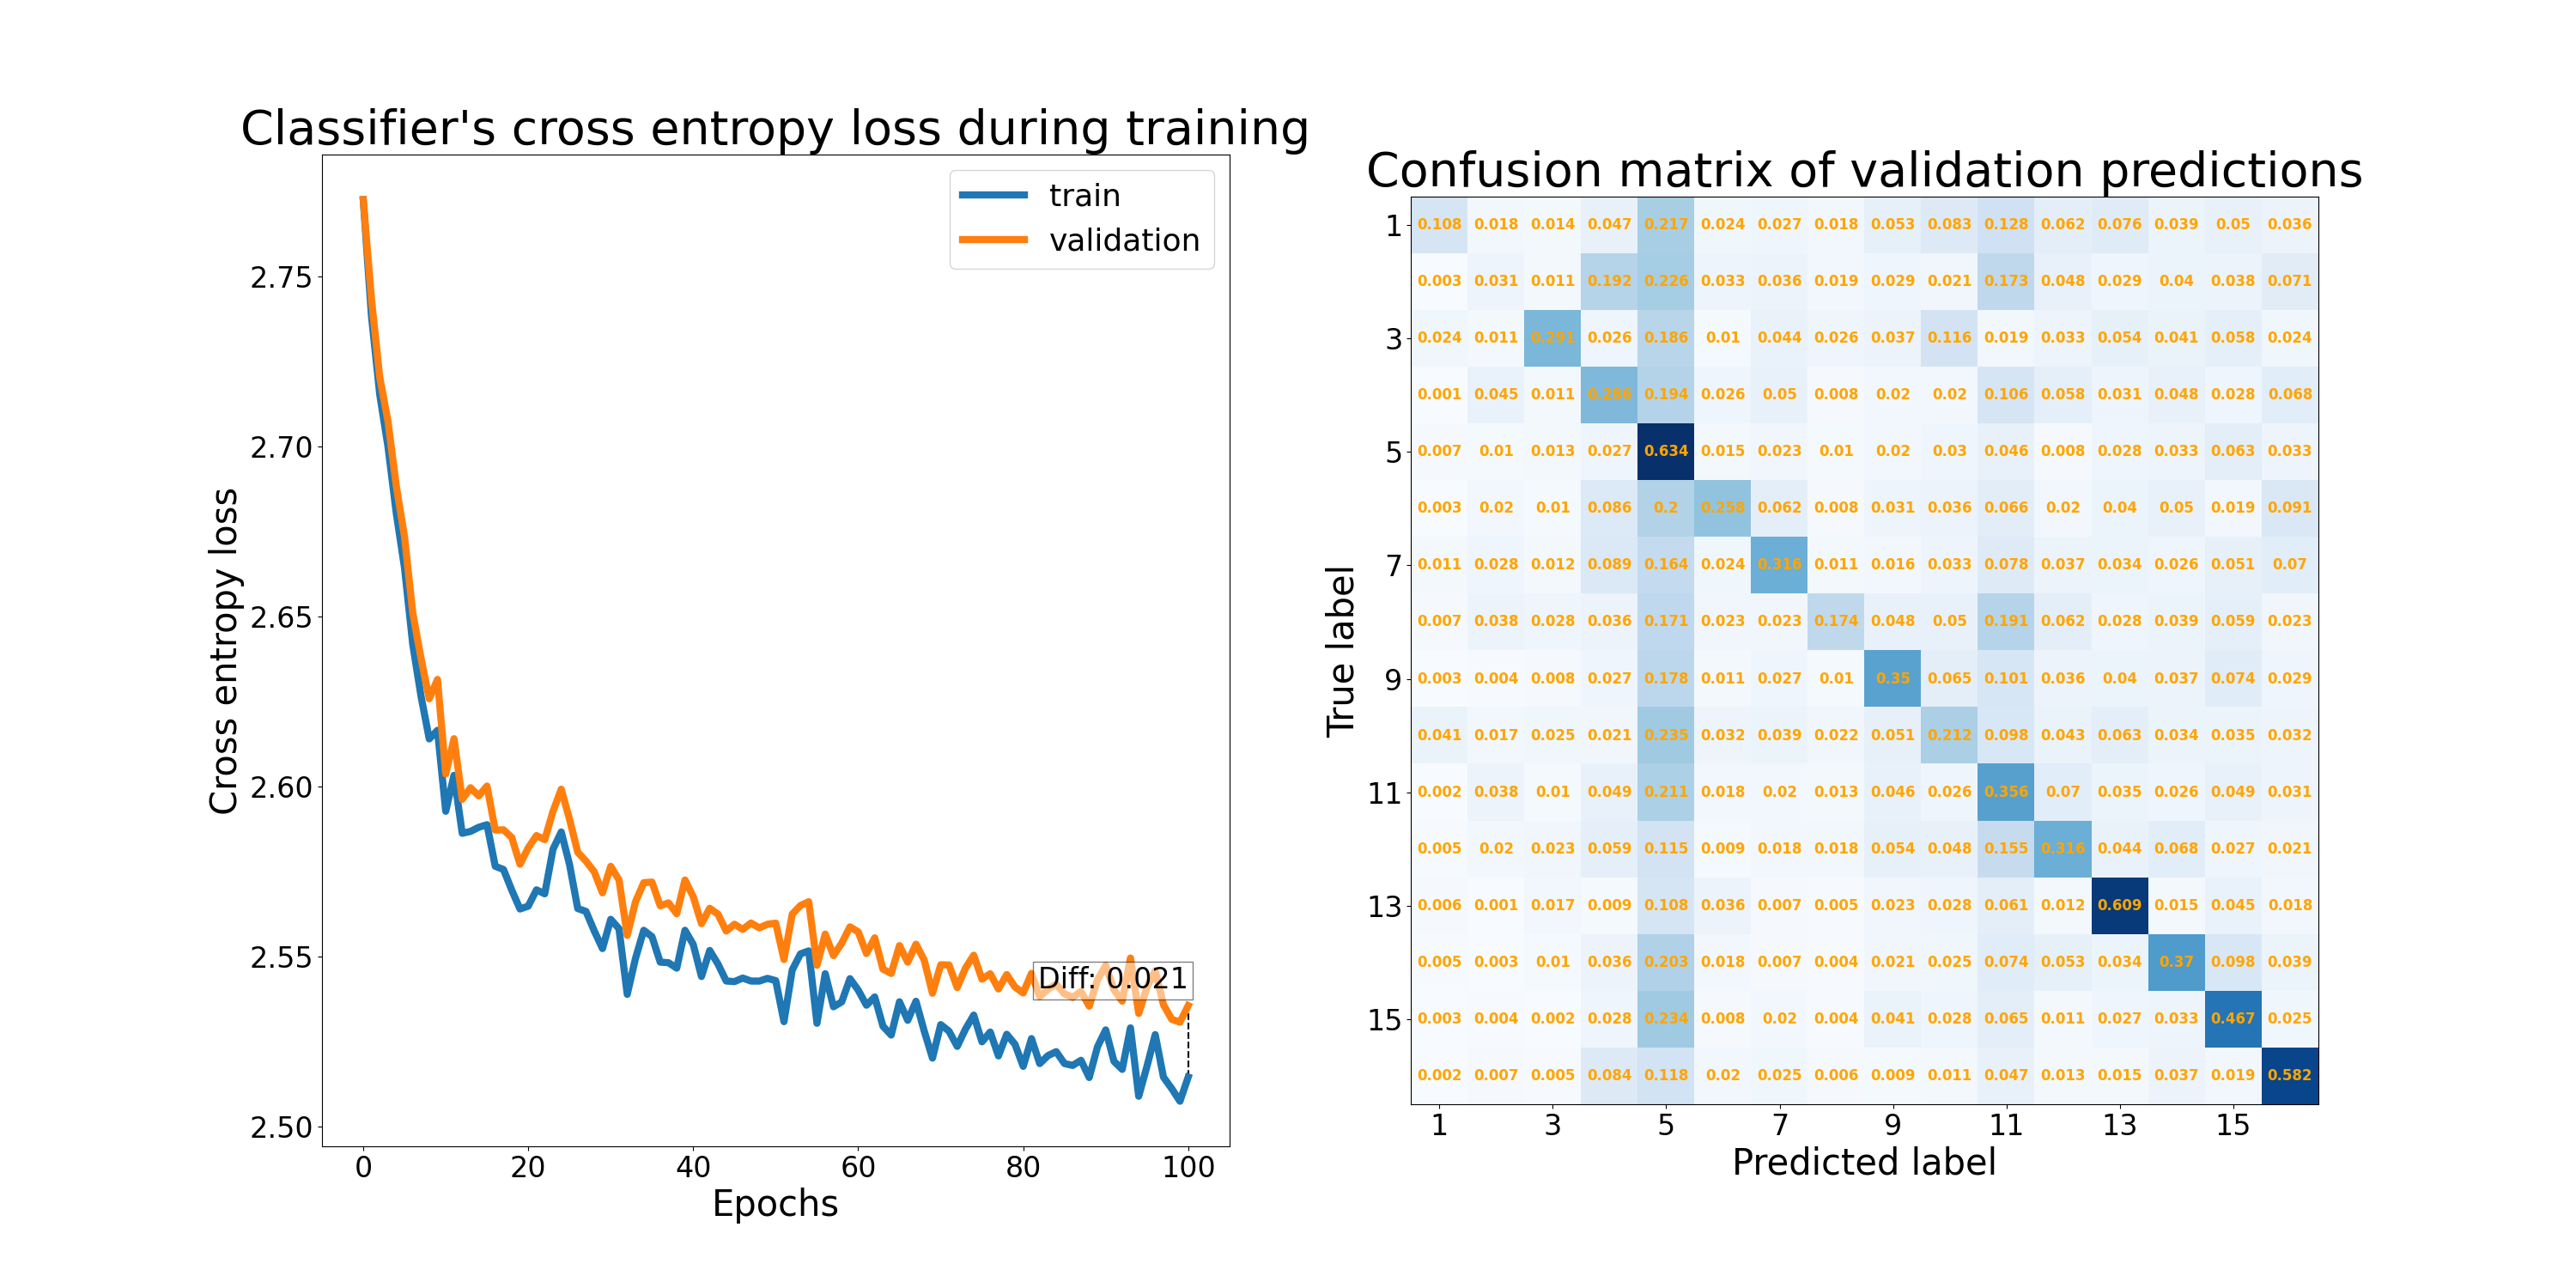 Classifier's cross entropy loss during training
train
validation
2.75
2.70
2.65
2.60
2.55
2.50
Cross entropy loss
Diff: 0.021
0 20 40 60 80 100
Epochs
Confusion matrix of validation predictions
True label
1 0.108 0.018 0.014 0.047 0.217 0.024 0.027 0.018 0.053 0.083 0.128 0.062 0.076 0.039 0.05 0.036
0.003 0.031 0.011 0.192 0.226 0.033 0.036 0.019 0.029 0.021 0.173 0.048 0.029 0.04 0.038 0.071
3 0.024 0.011 0.291 0.026 0.186 0.01 0.044 0.026 0.037 0.116 0.019 0.033 0.054 0.041 0.058 0.024
0.001 0.045 0.011 0.286 0.194 0.026 0.05 0.008 0.02 0.02 0.106 0.058 0.031 0.048 0.028 0.068
5 0.007 0.01 0.013 0.027 0.634 0.015 0.023 0.01 0.02 0.03 0.046 0.008 0.028 0.033 0.063 0.033
0.003 0.02 0.01 0.086 0.2 0.258 0.062 0.008 0.031 0.036 0.066 0.02 0.04 0.05 0.019 0.091
7 0.011 0.028 0.012 0.089 0.164 0.024 0.316 0.011 0.016 0.033 0.078 0.037 0.034 0.026 0.051 0.07
0.007 0.038 0.028 0.036 0.171 0.023 0.023 0.174 0.048 0.05 0.191 0.062 0.028 0.039 0.059 0.023
9 0.003 0.004 0.008 0.027 0.178 0.011 0.027 0.01 0.35 0.065 0.101 0.036 0.04 0.037 0.074 0.029
0.041 0.017 0.025 0.021 0.235 0.032 0.039 0.022 0.051 0.212 0.098 0.043 0.063 0.034 0.035 0.032
11 0.002 0.038 0.01 0.049 0.211 0.018 0.02 0.013 0.046 0.026 0.356 0.07 0.035 0.026 0.049 0.031
0.005 0.02 0.023 0.059 0.115 0.009 0.018 0.018 0.054 0.048 0.155 0.316 0.044 0.068 0.027 0.021
13 0.006 0.001 0.017 0.009 0.108 0.036 0.007 0.005 0.023 0.028 0.061 0.012 0.609 0.015 0.045 0.018
0.005 0.003 0.01 0.036 0.203 0.018 0.007 0.004 0.021 0.025 0.074 0.053 0.034 0.37 0.098 0.039
15 0.003 0.004 0.002 0.028 0.234 0.008 0.02 0.004 0.041 0.028 0.065 0.011 0.027 0.033 0.467 0.025
0.002 0.007 0.005 0.084 0.118 0.02 0.025 0.006 0.009 0.011 0.047 0.013 0.015 0.037 0.019 0.582
1 3 5 7 9 11 13 15
Predicted label